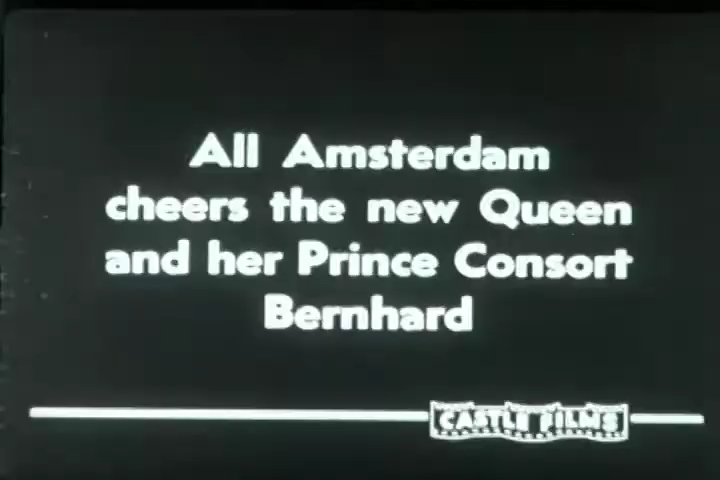 All Amsterdam
cheers the new Queen
and her Prince Consort
Bernhard
CASTLE FILMS